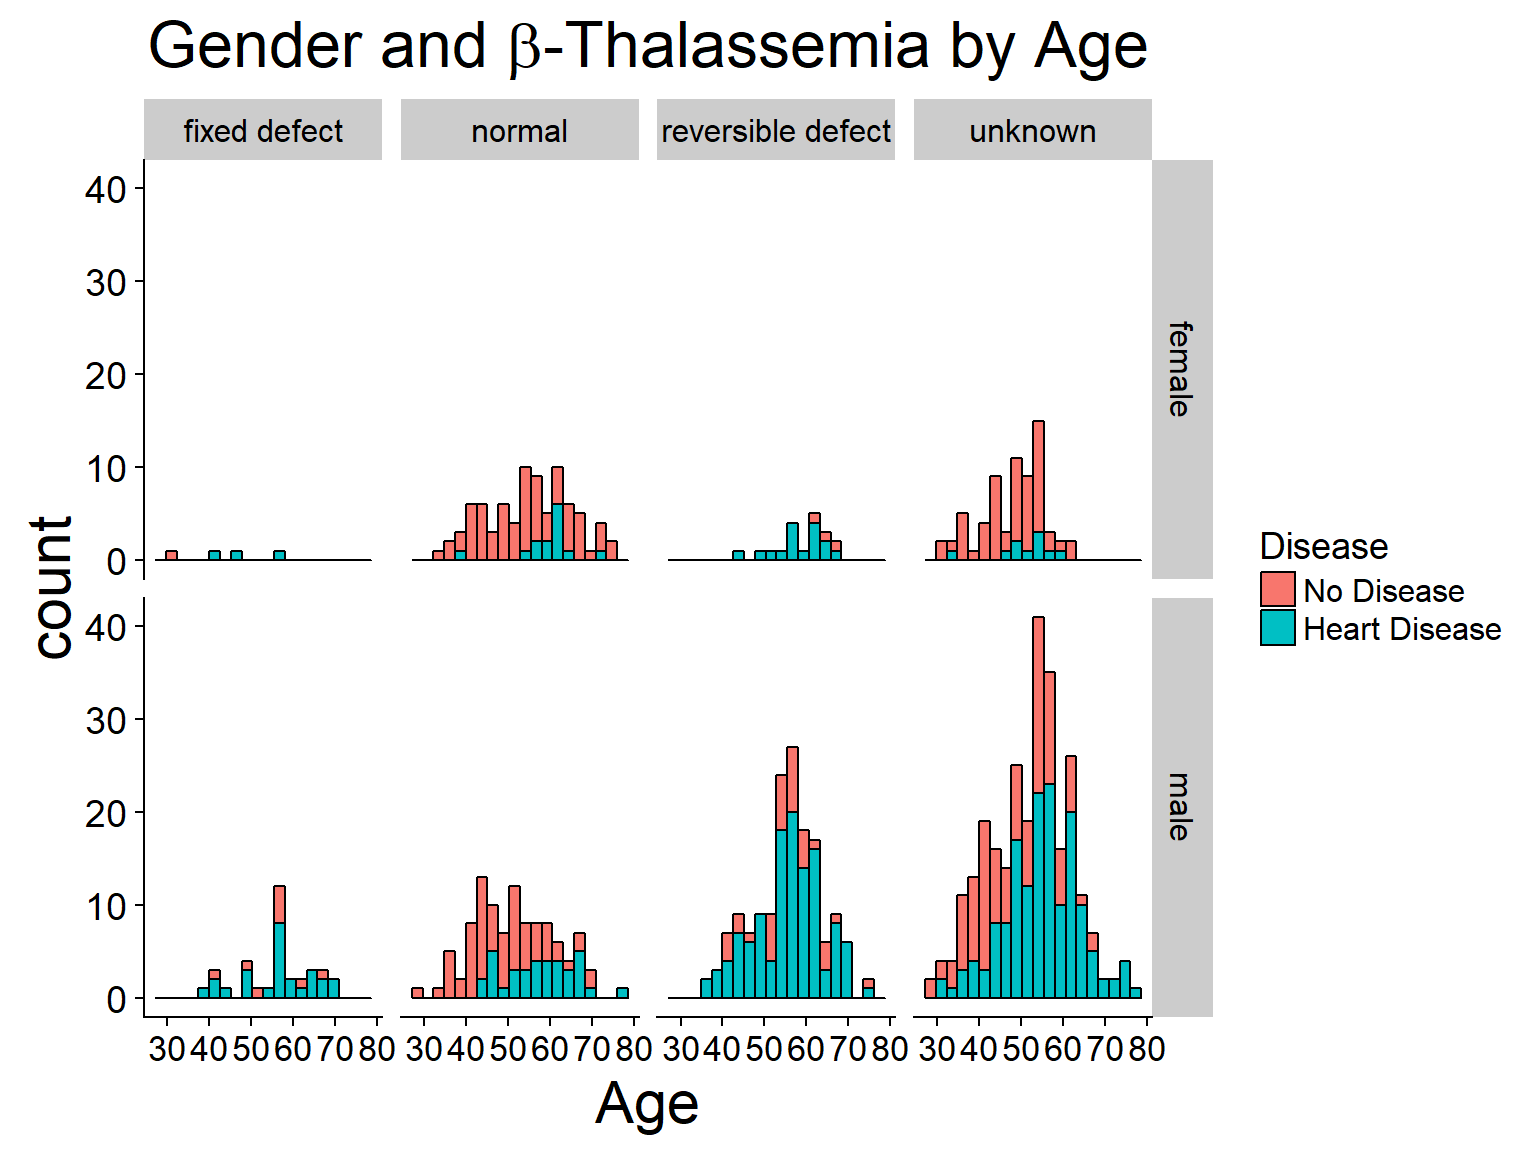 Gender and β-Thalassemia by Age
fixed defect
normal
reversible defect
unknown
40
30
20
10
0
female
40
30
20
10
0
male
count
30 40 50 60 70 80
30 40 50 60 70 80
30 40 50 60 70 80
30 40 50 60 70 80
Age
Disease
No Disease
Heart Disease